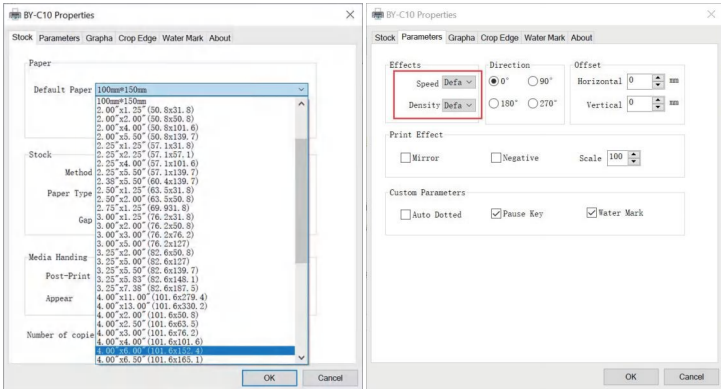 BY-C10 Properties
Stock Parameters Grapha Crop Edge Water Mark About
Paper
Default Paper 100mm*150mm
100mm*150mm
2.00"x1.25"(50.8x31.8)
2.00"x2.00"(50.8x50.8)
2.00"x4.00"(50.8x101.6)
2.00"x5.50"(50.8x139.7)
2.25"x1.25"(57.1x31.8)
2.25"x2.25"(57.1x57.1)
2.25"x4.00"(57.1x101.6)
2.25"x5.50"(57.1x139.7)
2.38"x5.50"(60.4x139.7)
2.50"x1.25"(63.5x31.8)
2.50"x2.00"(63.5x50.8)
2.75"x1.25"(69.931.8)
3.00"x1.25"(76.2x31.8)
3.00"x2.00"(76.2x50.8)
3.00"x3.00"(76.2x76.2)
3.00"x5.00"(76.2x127)
3.25"x2.00"(82.6x50.8)
3.25"x5.00"(82.6x127)
3.25"x5.50"(82.6x139.7)
3.25"x5.83"(82.6x148.1)
3.25"x7.38"(82.6x187.5)
4.00"x11.00"(101.6x279.4)
4.00"x13.00"(101.6x330.2)
4.00"x2.00"(101.6x50.8)
4.00"x2.50"(101.6x63.5)
4.00"x3.00"(101.6x76.2)
4.00"x4.00"(101.6x101.6)
4.00"x6.00"(101.6x152.4)
4.00"x6.50"(101.6x165.1)
Stock
Method
Paper Type
Gap
Media Handing
Post-Print
Appear
Number of copie
OK Cancel
BY-C10 Properties
Stock Parameters Grapha Crop Edge Water Mark About
Effects Direction Offset
Speed Defa 0° 90° Horizontal 0 mm
Density Defa 180° 270° Vertical 0 mm
Print Effect
Mirror Negative Scale 100
Custom Parameters
Auto Dotted Pause Key Water Mark
OK Cancel